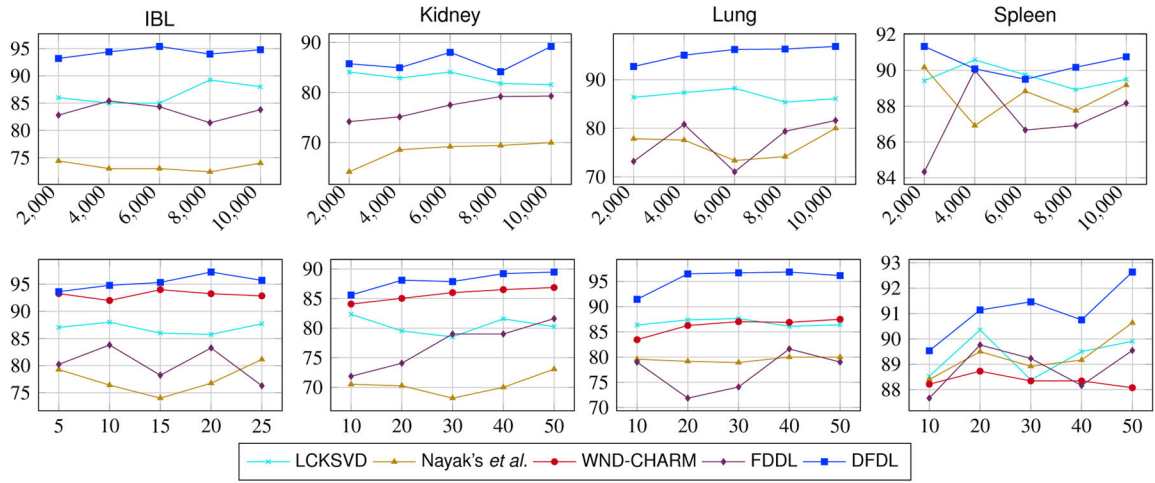 IBL Kidney Lung Spleen
95 90 85 80 75
90 80 70
90 80 70
92 90 88 86 84
2,000 4,000 6,000 8,000 10,000
2,000 4,000 6,000 8,000 10,000
2,000 4,000 6,000 8,000 10,000
2,000 4,000 6,000 8,000 10,000
95 90 85 80 75
90 85 80 75 70
95 90 85 80 75 70
93 92 91 90 89 88
5 10 15 20 25
10 20 30 40 50
10 20 30 40 50
10 20 30 40 50
LCKSVD Nayak's et al. WND-CHARM FDDL DFDL